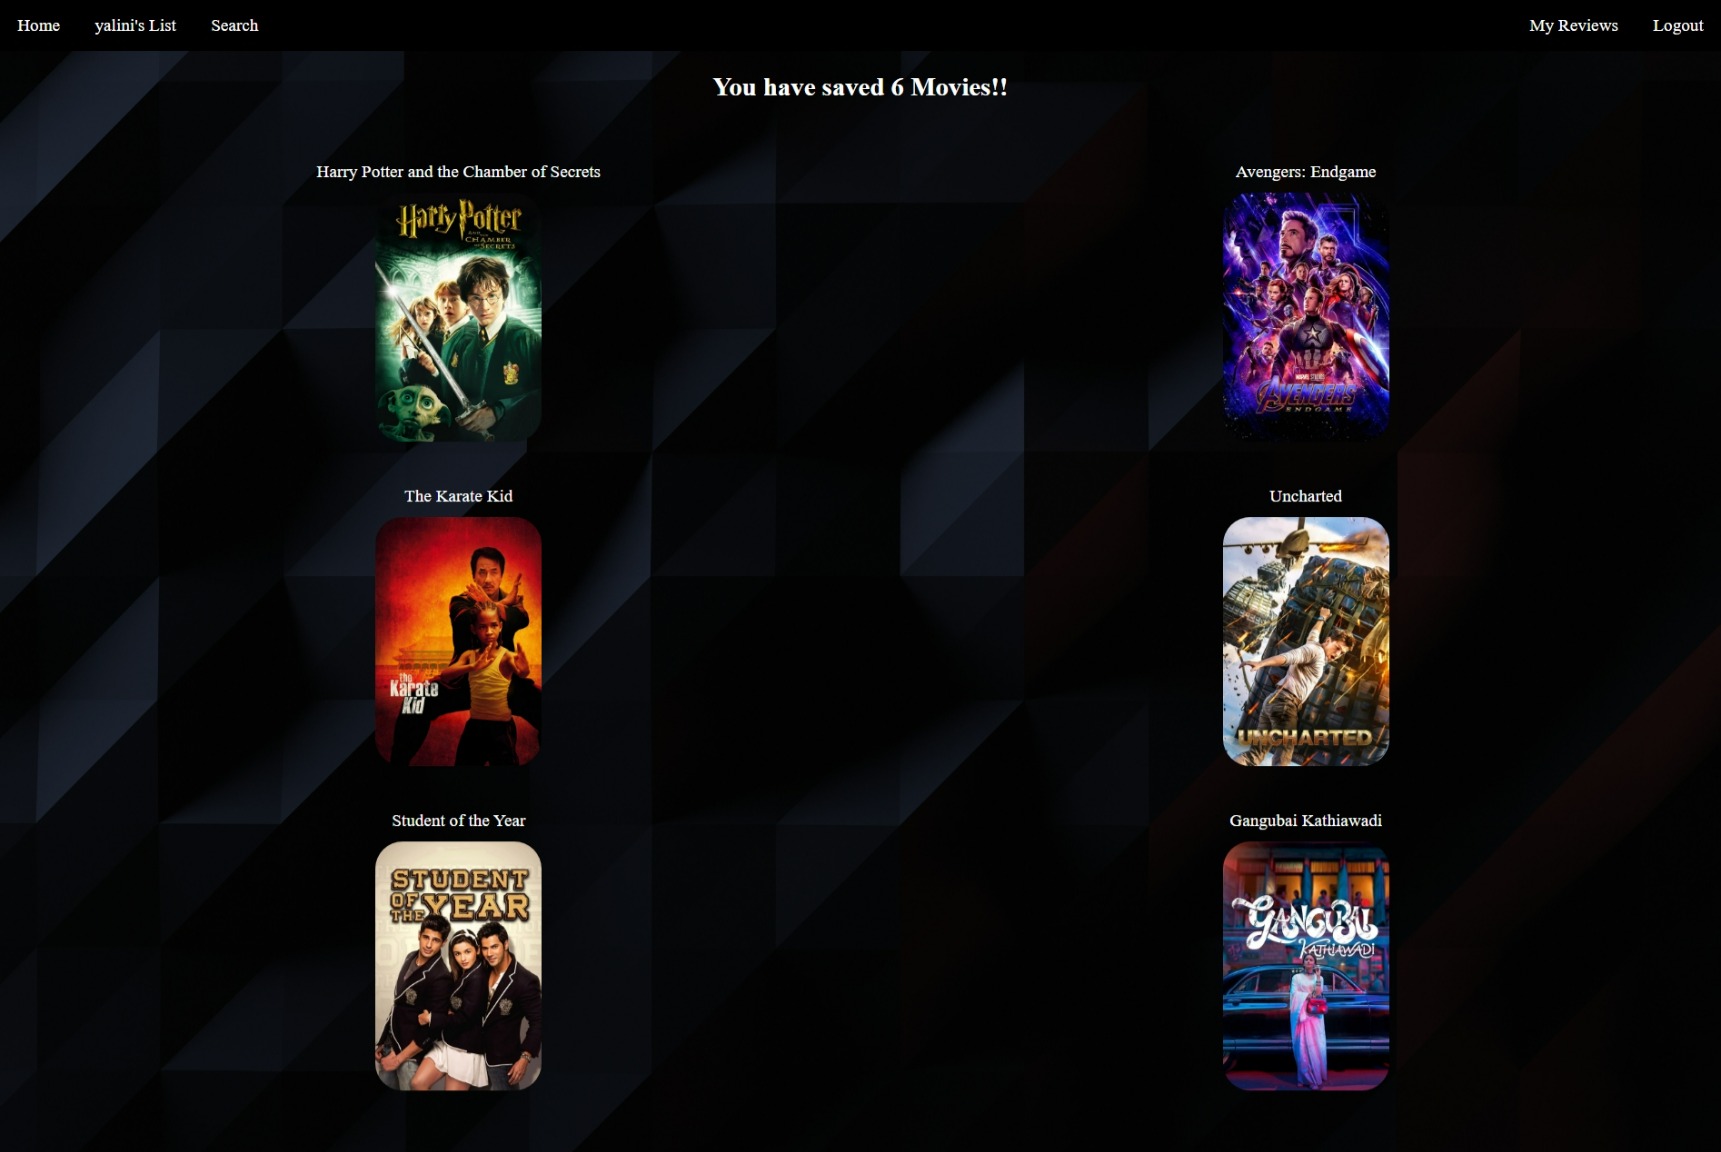 Home yalini's List Search My Reviews Logout
You have saved 6 Movies!!
Harry Potter and the Chamber of Secrets
Avengers: Endgame
Harry Potter
AND THE
CHAMBER
OF SECRETS
MARVEL STUDIOS
AVENGERS
ENDGAME
The Karate Kid
Uncharted
the
Karate
Kid
UNCHARTED
Student of the Year
Gangubai Kathiawadi
STUDENT
OF
THE YEAR
GANGUBAI
KATHIAWADI